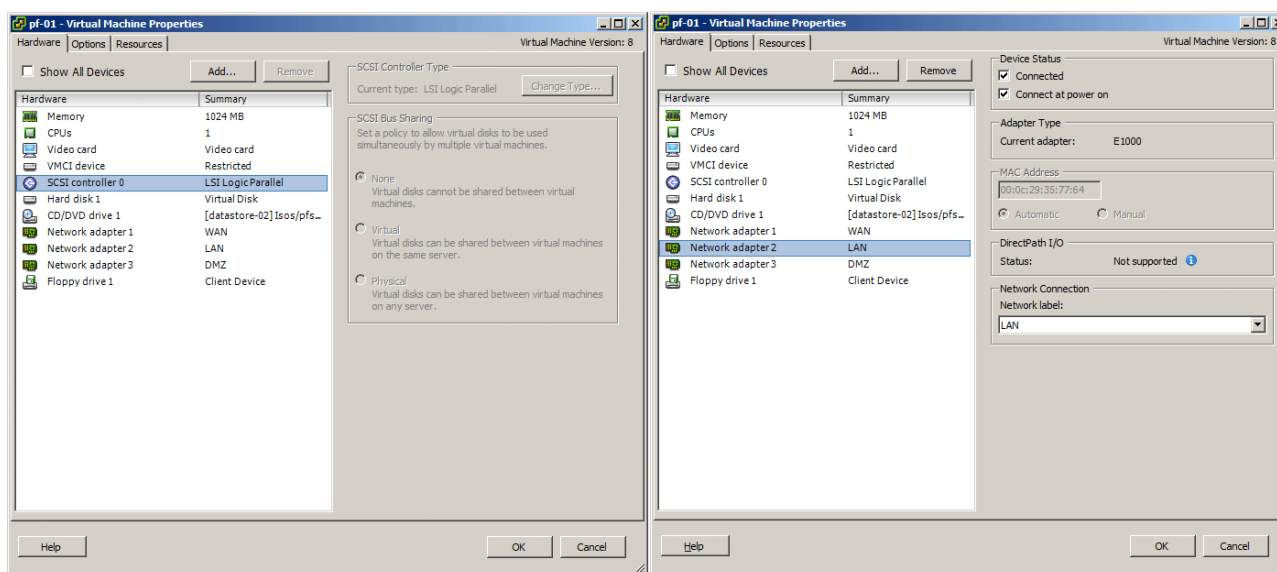 pf-01 - Virtual Machine Properties
Hardware Options Resources Virtual Machine Version: 8
Show All Devices Add... Remove
Hardware Summary
Memory 1024 MB
CPUs 1
Video card Video card
VMCI device Restricted
SCSI controller 0 LSI Logic Parallel
Hard disk 1 Virtual Disk
CD/DVD drive 1 [datastore-02] Isos/pfs...
Network adapter 1 WAN
Network adapter 2 LAN
Network adapter 3 DMZ
Floppy drive 1 Client Device
SCSI Controller Type
Current type: LSI Logic Parallel Change Type...
SCSI Bus Sharing
Set a policy to allow virtual disks to be used
simultaneously by multiple virtual machines.
None
Virtual disks cannot be shared between virtual
machines.
Virtual
Virtual disks can be shared between virtual machines
on the same server.
Physical
Virtual disks can be shared between virtual machines
on any server.
Help OK Cancel
pf-01 - Virtual Machine Properties
Hardware Options Resources Virtual Machine Version: 8
Show All Devices Add... Remove
Hardware Summary
Memory 1024 MB
CPUs 1
Video card Video card
VMCI device Restricted
SCSI controller 0 LSI Logic Parallel
Hard disk 1 Virtual Disk
CD/DVD drive 1 [datastore-02] Isos/pfs...
Network adapter 1 WAN
Network adapter 2 LAN
Network adapter 3 DMZ
Floppy drive 1 Client Device
Device Status
Connected
Connect at power on
Adapter Type
Current adapter: E1000
MAC Address
00:0c:29:35:77:64
Automatic Manual
DirectPath I/O
Status: Not supported
Network Connection
Network label:
LAN
Help OK Cancel